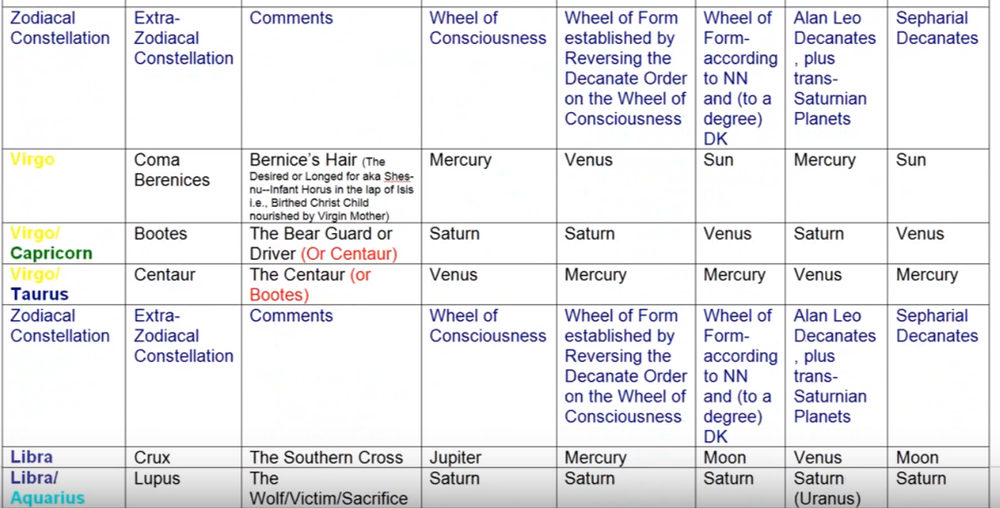 Zodiacal Constellation | Extra-Zodiacal Constellation | Comments | Wheel of Consciousness | Wheel of Form established by Reversing the Decanate Order on the Wheel of Consciousness | Wheel of Form-according to NN and (to a degree) DK | Alan Leo Decanates , plus trans-Saturnian Planets | Sepharial Decanates
Virgo | Coma Berenices | Bernice's Hair (The Desired or Longed for aka Shes-nu--Infant Horus in the lap of Isis i.e., Birthed Christ Child nourished by Virgin Mother) | Mercury | Venus | Sun | Mercury | Sun
Virgo/ Capricorn | Bootes | The Bear Guard or Driver (Or Centaur) | Saturn | Saturn | Venus | Saturn | Venus
Virgo/ Taurus | Centaur | The Centaur (or Bootes) | Venus | Mercury | Mercury | Venus | Mercury
Zodiacal Constellation | Extra-Zodiacal Constellation | Comments | Wheel of Consciousness | Wheel of Form established by Reversing the Decanate Order on the Wheel of Consciousness | Wheel of Form-according to NN and (to a degree) DK | Alan Leo Decanates , plus trans-Saturnian Planets | Sepharial Decanates
Libra | Crux | The Southern Cross | Jupiter | Mercury | Moon | Venus | Moon
Libra/ Aquarius | Lupus | The Wolf/Victim/Sacrifice | Saturn | Saturn | Saturn | Saturn (Uranus) | Saturn